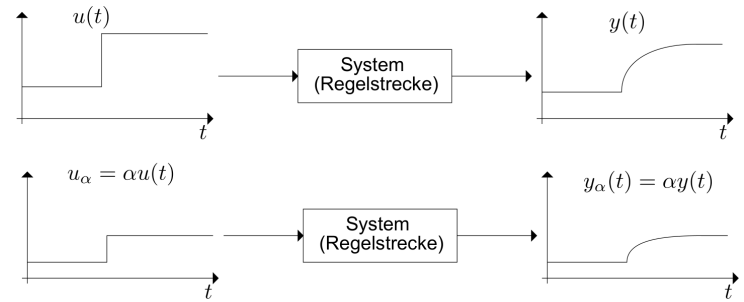 u(t)
y(t)
System
(Regelstrecke)
t
t
u_α = αu(t)
y_α(t) = αy(t)
System
(Regelstrecke)
t
t